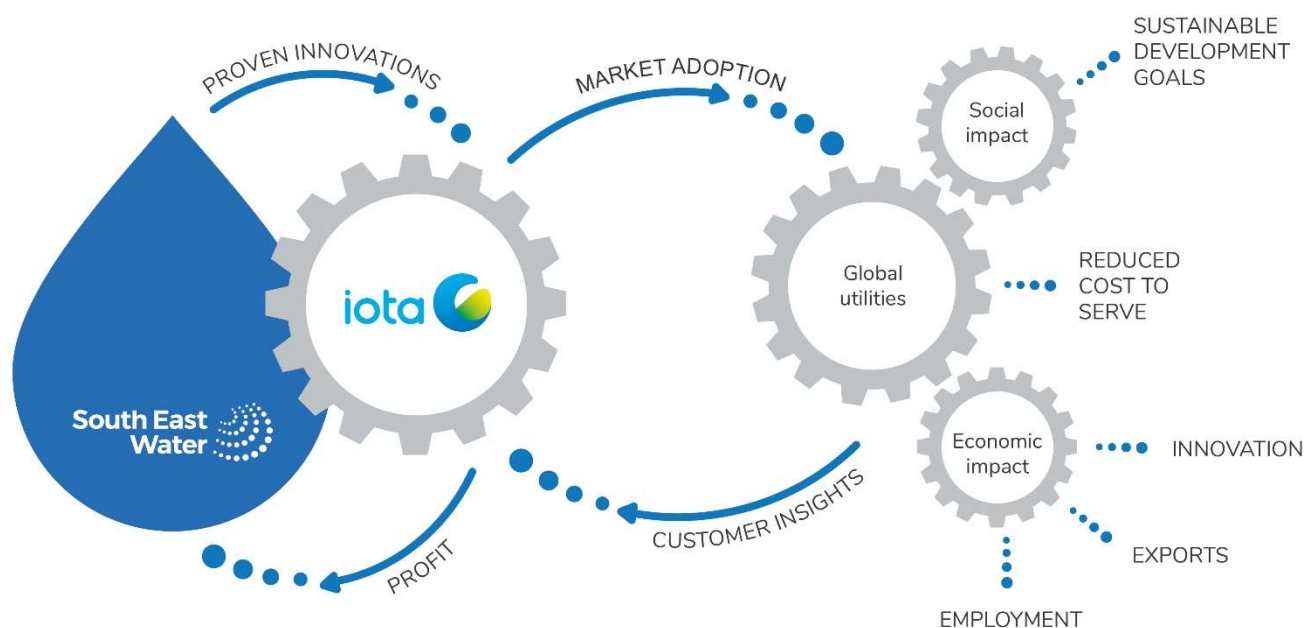 PROVEN INNOVATIONS
MARKET ADOPTION
SUSTAINABLE
DEVELOPMENT
GOALS
Social
impact
iota
Global
utilities
REDUCED
COST TO
SERVE
South East
Water
Economic
impact
INNOVATION
CUSTOMER INSIGHTS
PROFIT
EXPORTS
EMPLOYMENT